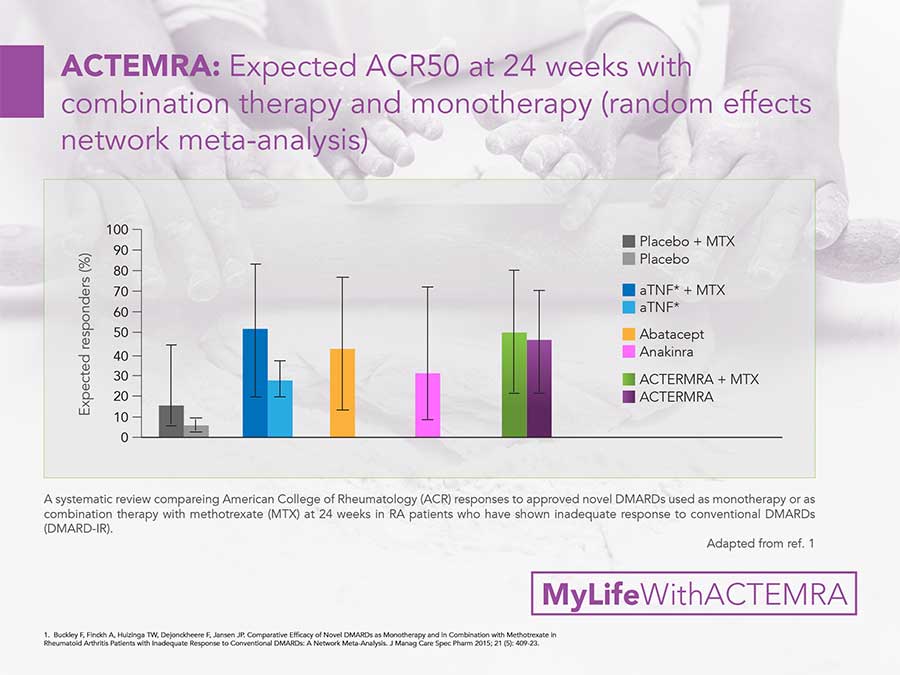 ACTEMRA: Expected ACR50 at 24 weeks with
combination therapy and monotherapy (random effects
network meta-analysis)
Expected responders (%)
100
90
80
70
60
50
40
30
20
10
0
Placebo + MTX
Placebo
aTNF* + MTX
aTNF*
Abatacept
Anakinra
ACTERMRA + MTX
ACTERMRA
A systematic review compareing American College of Rheumatology (ACR) responses to approved novel DMARDs used as monotherapy or as
combination therapy with methotrexate (MTX) at 24 weeks in RA patients who have shown inadequate response to conventional DMARDs
(DMARD-IR).
Adapted from ref. 1
MyLifeWithACTEMRA
1. Buckley F, Finckh A, Huizinga TW, Dejonckheere F, Jansen JP. Comparative Efficacy of Novel DMARDs as Monotherapy and in Combination with Methotrexate in
Rheumatoid Arthritis Patients with Inadequate Response to Conventional DMARDs: A Network Meta-Analysis. J Manag Care Spec Pharm 2015; 21 (5): 409-23.